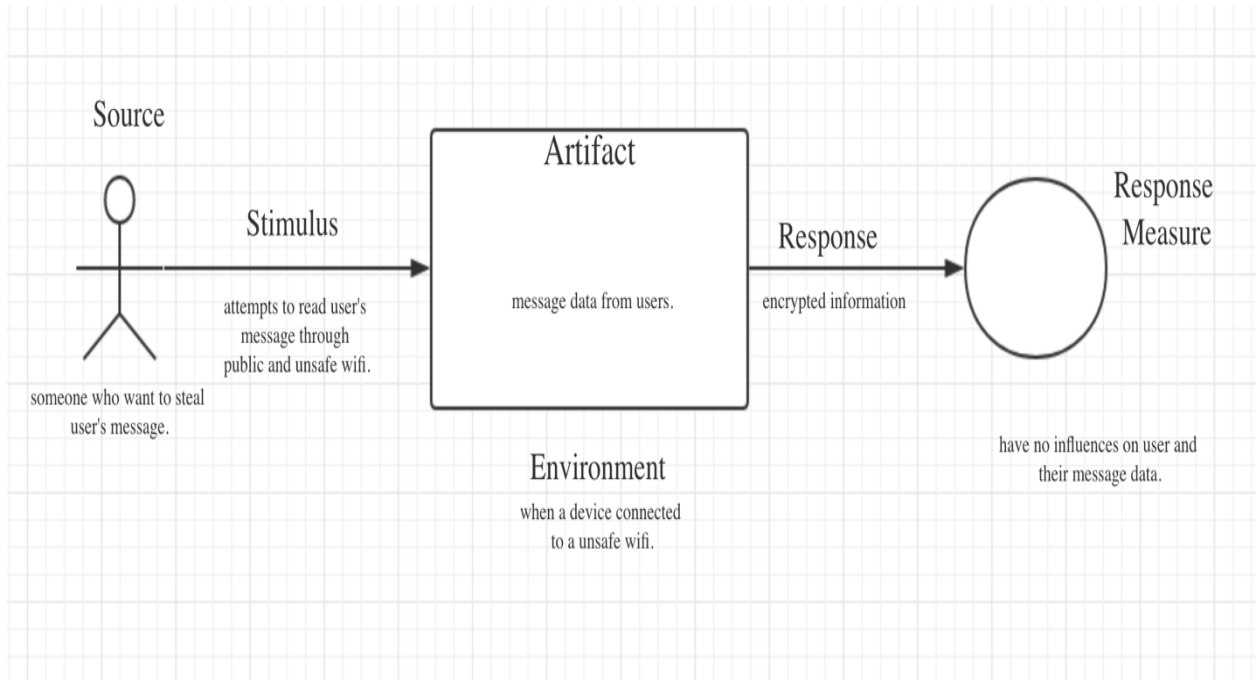 Source
Stimulus
attempts to read user's
message through
public and unsafe wifi.
someone who want to steal
user's message.
Artifact
message data from users.
Environment
when a device connected
to a unsafe wifi.
Response
encrypted information
Response
Measure
have no influences on user and
their message data.